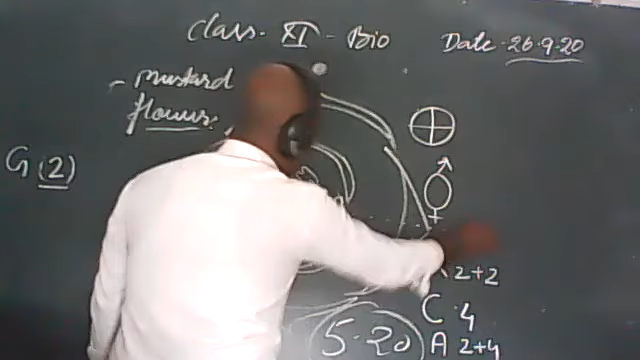 Class - XI - Bio
Date - 26.9.20
- Mustard
flower.
G (2)
⊕
⚥
K 2+2
C 4
A 2+4
5.20